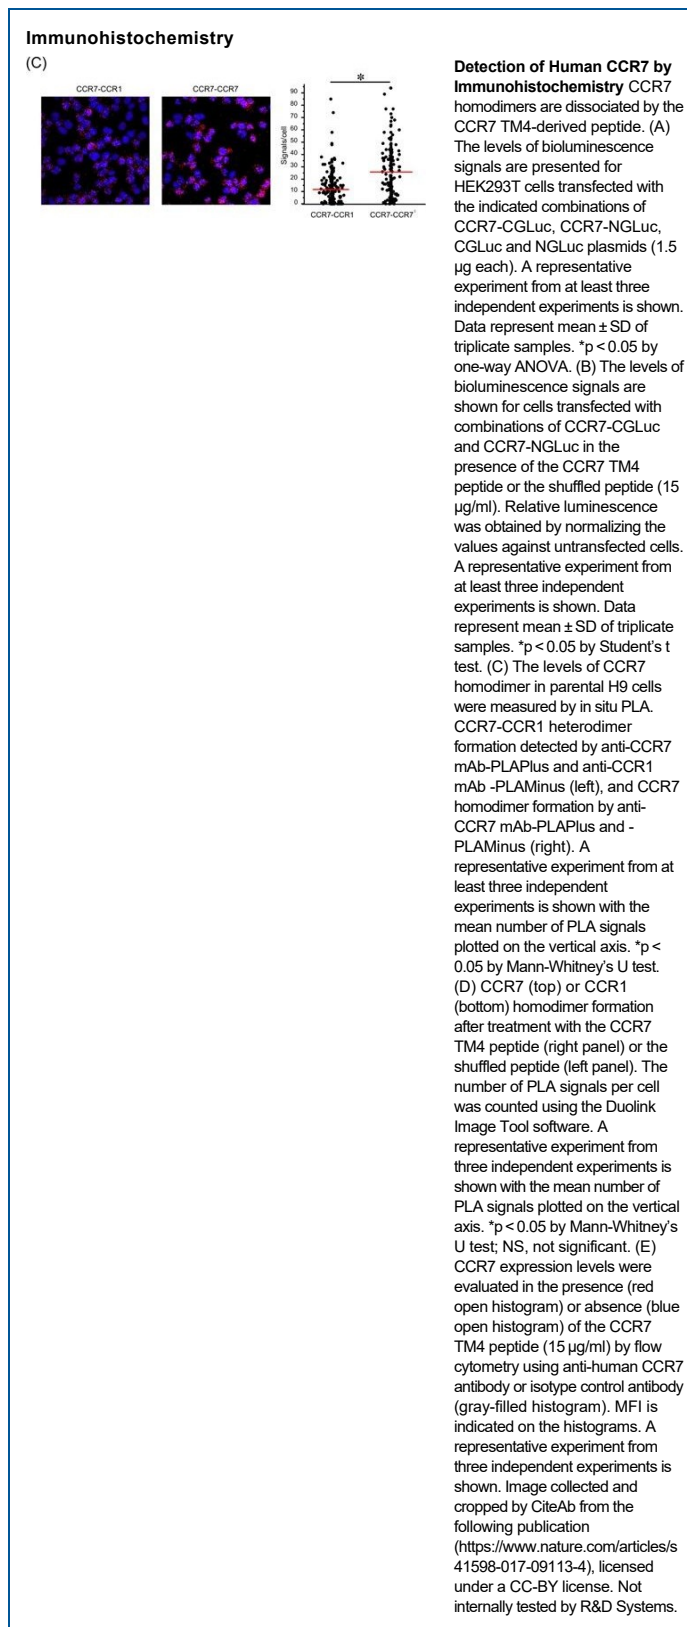 Immunohistochemistry
(C)
CCR7-CCR1
CCR7-CCR7
*
Signals/cell
90
80
70
60
50
40
30
20
10
0
CCR7-CCR1
CCR7-CCR7
Detection of Human CCR7 by
Immunohistochemistry CCR7
homodimers are dissociated by the
CCR7 TM4-derived peptide. (A)
The levels of bioluminescence
signals are presented for
HEK293T cells transfected with
the indicated combinations of
CCR7-CGLuc, CCR7-NGLuc,
CGLuc and NGLuc plasmids (1.5
µg each). A representative
experiment from at least three
independent experiments is shown.
Data represent mean ± SD of
triplicate samples. *p < 0.05 by
one-way ANOVA. (B) The levels of
bioluminescence signals are
shown for cells transfected with
combinations of CCR7-CGLuc
and CCR7-NGLuc in the
presence of the CCR7 TM4
peptide or the shuffled peptide (15
µg/ml). Relative luminescence
was obtained by normalizing the
values against untransfected cells.
A representative experiment from
at least three independent
experiments is shown. Data
represent mean ± SD of triplicate
samples. *p < 0.05 by Student's t
test. (C) The levels of CCR7
homodimer in parental H9 cells
were measured by in situ PLA.
CCR7-CCR1 heterodimer
formation detected by anti-CCR7
mAb-PLAPlus and anti-CCR1
mAb -PLAMinus (left), and CCR7
homodimer formation by anti-
CCR7 mAb-PLAPlus and -
PLAMinus (right). A
representative experiment from at
least three independent
experiments is shown with the
mean number of PLA signals
plotted on the vertical axis. *p <
0.05 by Mann-Whitney's U test.
(D) CCR7 (top) or CCR1
(bottom) homodimer formation
after treatment with the CCR7
TM4 peptide (right panel) or the
shuffled peptide (left panel). The
number of PLA signals per cell
was counted using the Duolink
Image Tool software. A
representative experiment from
three independent experiments is
shown with the mean number of
PLA signals plotted on the vertical
axis. *p < 0.05 by Mann-Whitney's
U test; NS, not significant. (E)
CCR7 expression levels were
evaluated in the presence (red
open histogram) or absence (blue
open histogram) of the CCR7
TM4 peptide (15 µg/ml) by flow
cytometry using anti-human CCR7
antibody or isotype control antibody
(gray-filled histogram). MFI is
indicated on the histograms. A
representative experiment from
three independent experiments is
shown. Image collected and
cropped by CiteAb from the
following publication
(https://www.nature.com/articles/s
41598-017-09113-4), licensed
under a CC-BY license. Not
internally tested by R&D Systems.